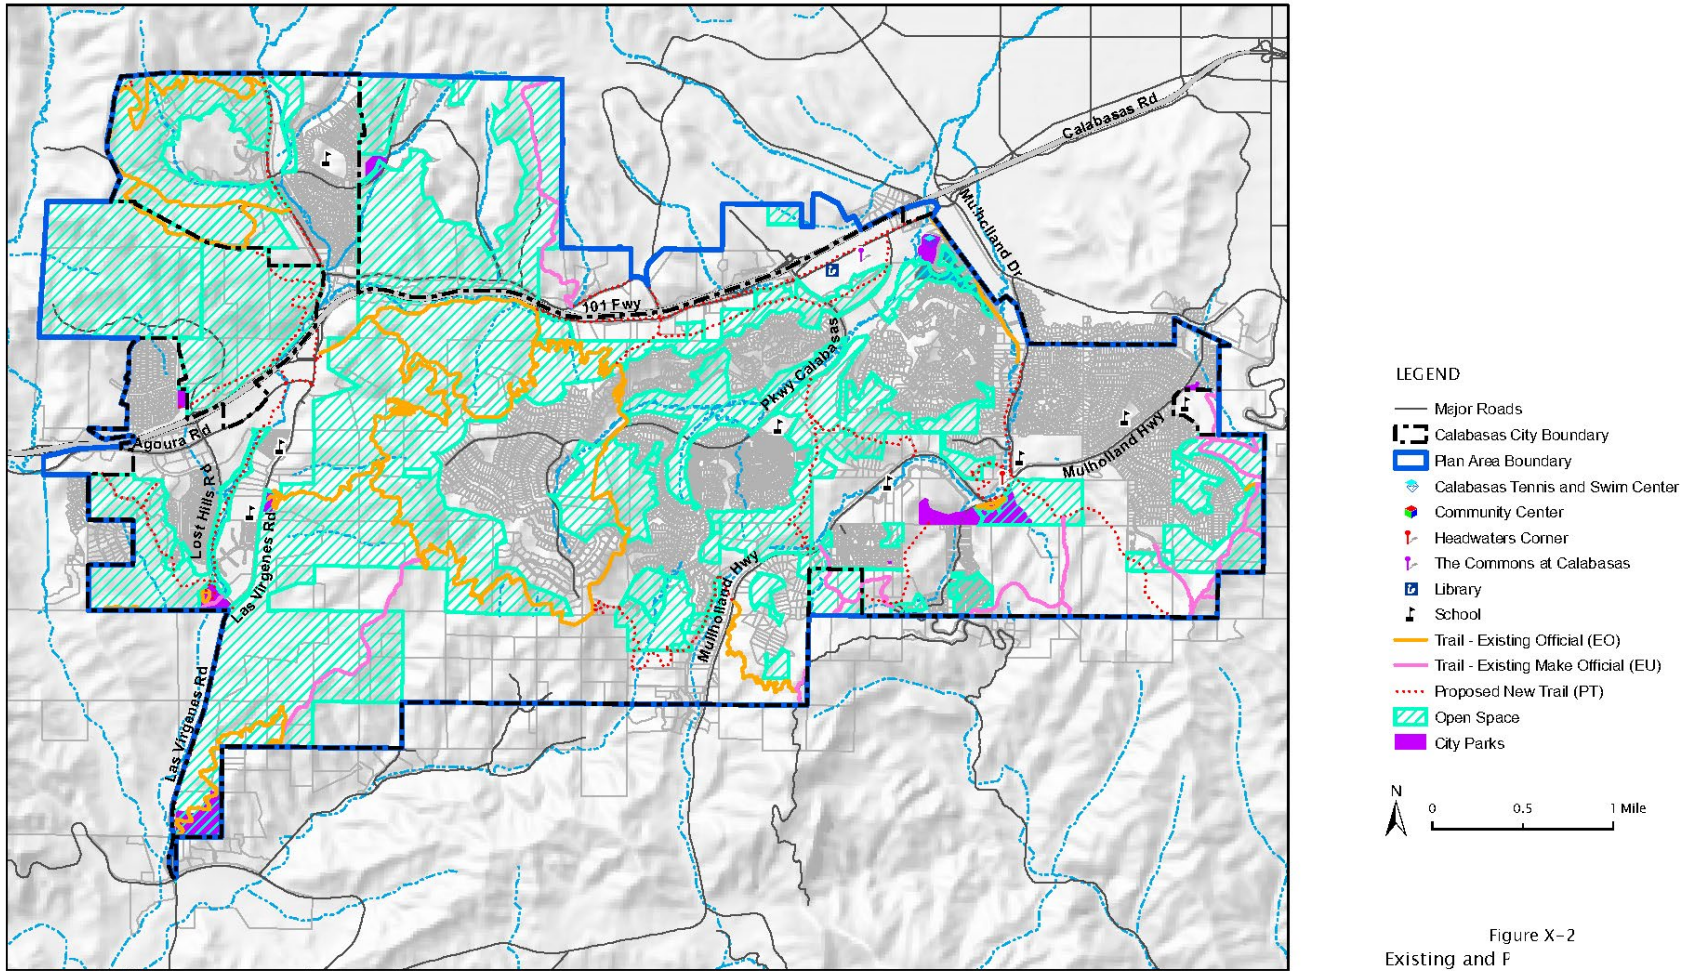 Calabasas Rd
Mulholland Dr
101 Fwy
Pkwy Calabasas
Agoura Rd
Mulholland Hwy
Lost Hills Rd
Las Virgenes Rd
Mulholland Hwy
Las Virgenes Rd
LEGEND
Major Roads
Calabasas City Boundary
Plan Area Boundary
Calabasas Tennis and Swim Center
Community Center
Headwaters Corner
The Commons at Calabasas
Library
School
Trail - Existing Official (EO)
Trail - Existing Make Official (EU)
Proposed New Trail (PT)
Open Space
City Parks
N
0 0.5 1 Mile
Figure X-2
Existing and P